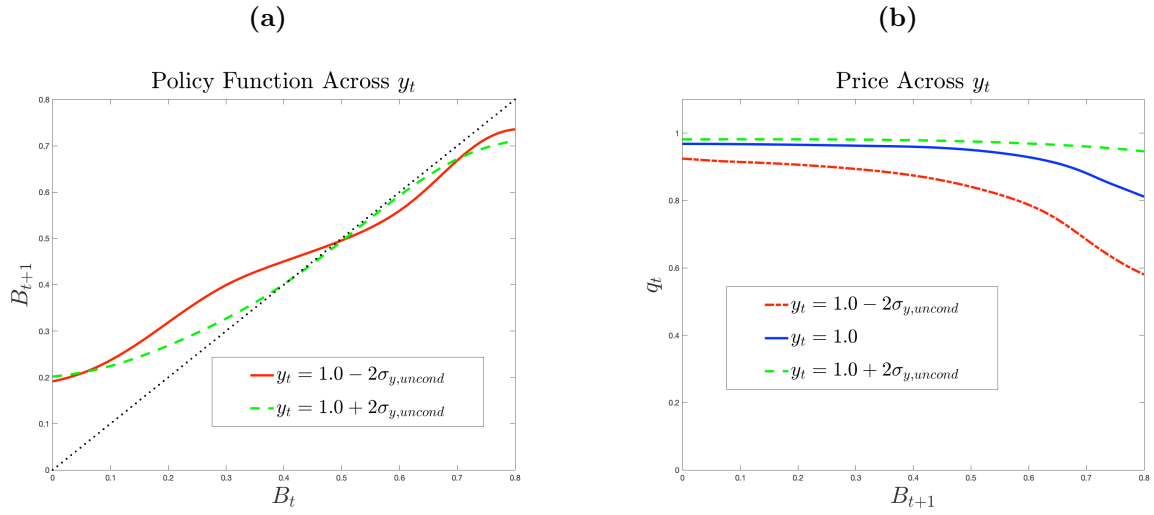 (a)
Policy Function Across y_t
0.8
0.7
0.6
0.5
0.4
0.3
0.2
0.1
0
B_{t+1}
y_t = 1.0 − 2σ_{y,uncond}
y_t = 1.0 + 2σ_{y,uncond}
0 0.1 0.2 0.3 0.4 0.5 0.6 0.7 0.8
B_t
(b)
Price Across y_t
1
0.8
0.6
0.4
0.2
0
q_t
y_t = 1.0 − 2σ_{y,uncond}
y_t = 1.0
y_t = 1.0 + 2σ_{y,uncond}
0 0.1 0.2 0.3 0.4 0.5 0.6 0.7 0.8
B_{t+1}